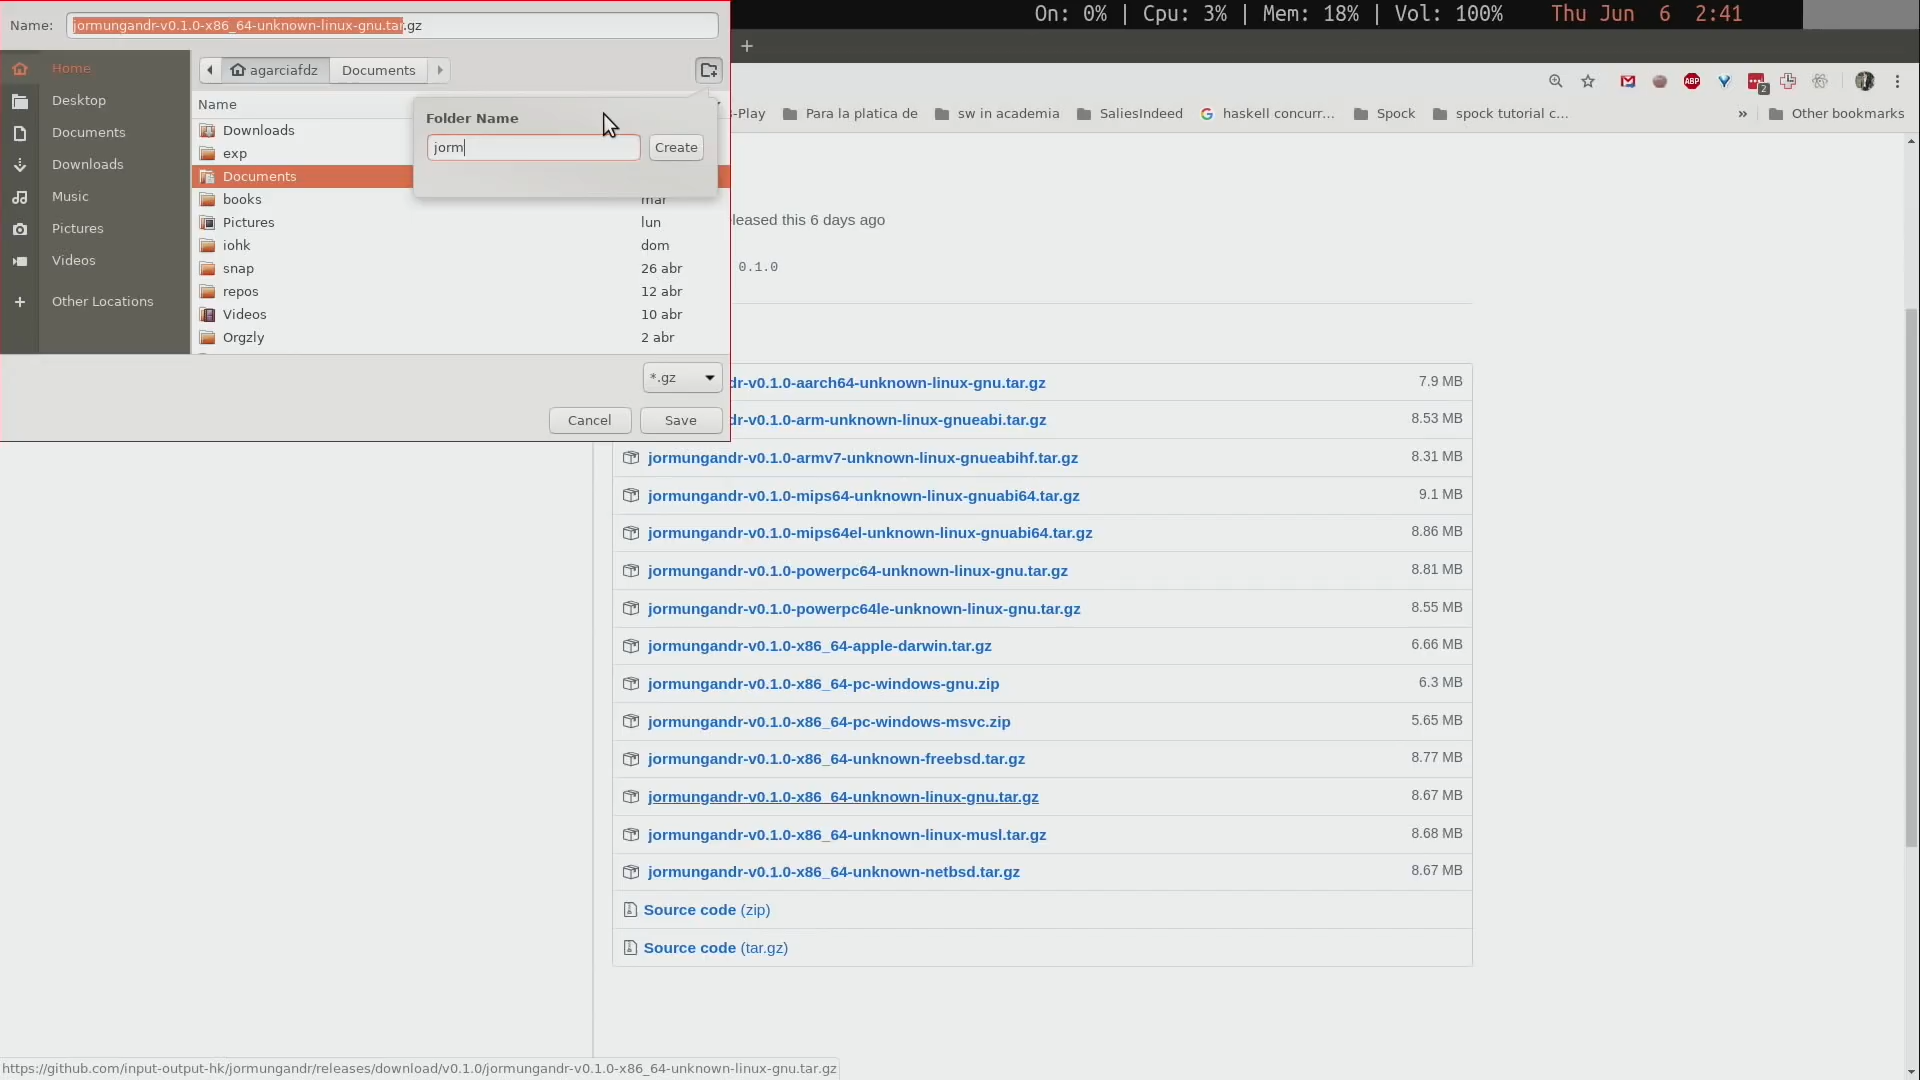 On: 0% | Cpu: 3% | Mem: 18% | Vol: 100% Thu Jun 6 2:41
Name: jormungandr-v0.1.0-x86_64-unknown-linux-gnu.tar.gz
Home
Desktop
Documents
Downloads
Music
Pictures
Videos
Other Locations
agarciafdz Documents
Name
Folder Name
jorm Create
Downloads
exp
Documents
books mar
Pictures lun
iohk dom
snap 26 abr
repos 12 abr
Videos 10 abr
Orgzly 2 abr
*.gz
Cancel Save
2
-Play Para la platica de sw in academia SaliesIndeed haskell concurr... Spock spock tutorial c... » Other bookmarks
leased this 6 days ago
0.1.0
dr-v0.1.0-aarch64-unknown-linux-gnu.tar.gz 7.9 MB
dr-v0.1.0-arm-unknown-linux-gnueabi.tar.gz 8.53 MB
jormungandr-v0.1.0-armv7-unknown-linux-gnueabihf.tar.gz 8.31 MB
jormungandr-v0.1.0-mips64-unknown-linux-gnuabi64.tar.gz 9.1 MB
jormungandr-v0.1.0-mips64el-unknown-linux-gnuabi64.tar.gz 8.86 MB
jormungandr-v0.1.0-powerpc64-unknown-linux-gnu.tar.gz 8.81 MB
jormungandr-v0.1.0-powerpc64le-unknown-linux-gnu.tar.gz 8.55 MB
jormungandr-v0.1.0-x86_64-apple-darwin.tar.gz 6.66 MB
jormungandr-v0.1.0-x86_64-pc-windows-gnu.zip 6.3 MB
jormungandr-v0.1.0-x86_64-pc-windows-msvc.zip 5.65 MB
jormungandr-v0.1.0-x86_64-unknown-freebsd.tar.gz 8.77 MB
jormungandr-v0.1.0-x86_64-unknown-linux-gnu.tar.gz 8.67 MB
jormungandr-v0.1.0-x86_64-unknown-linux-musl.tar.gz 8.68 MB
jormungandr-v0.1.0-x86_64-unknown-netbsd.tar.gz 8.67 MB
Source code (zip)
Source code (tar.gz)
https://github.com/input-output-hk/jormungandr/releases/download/v0.1.0/jormungandr-v0.1.0-x86_64-unknown-linux-gnu.tar.gz